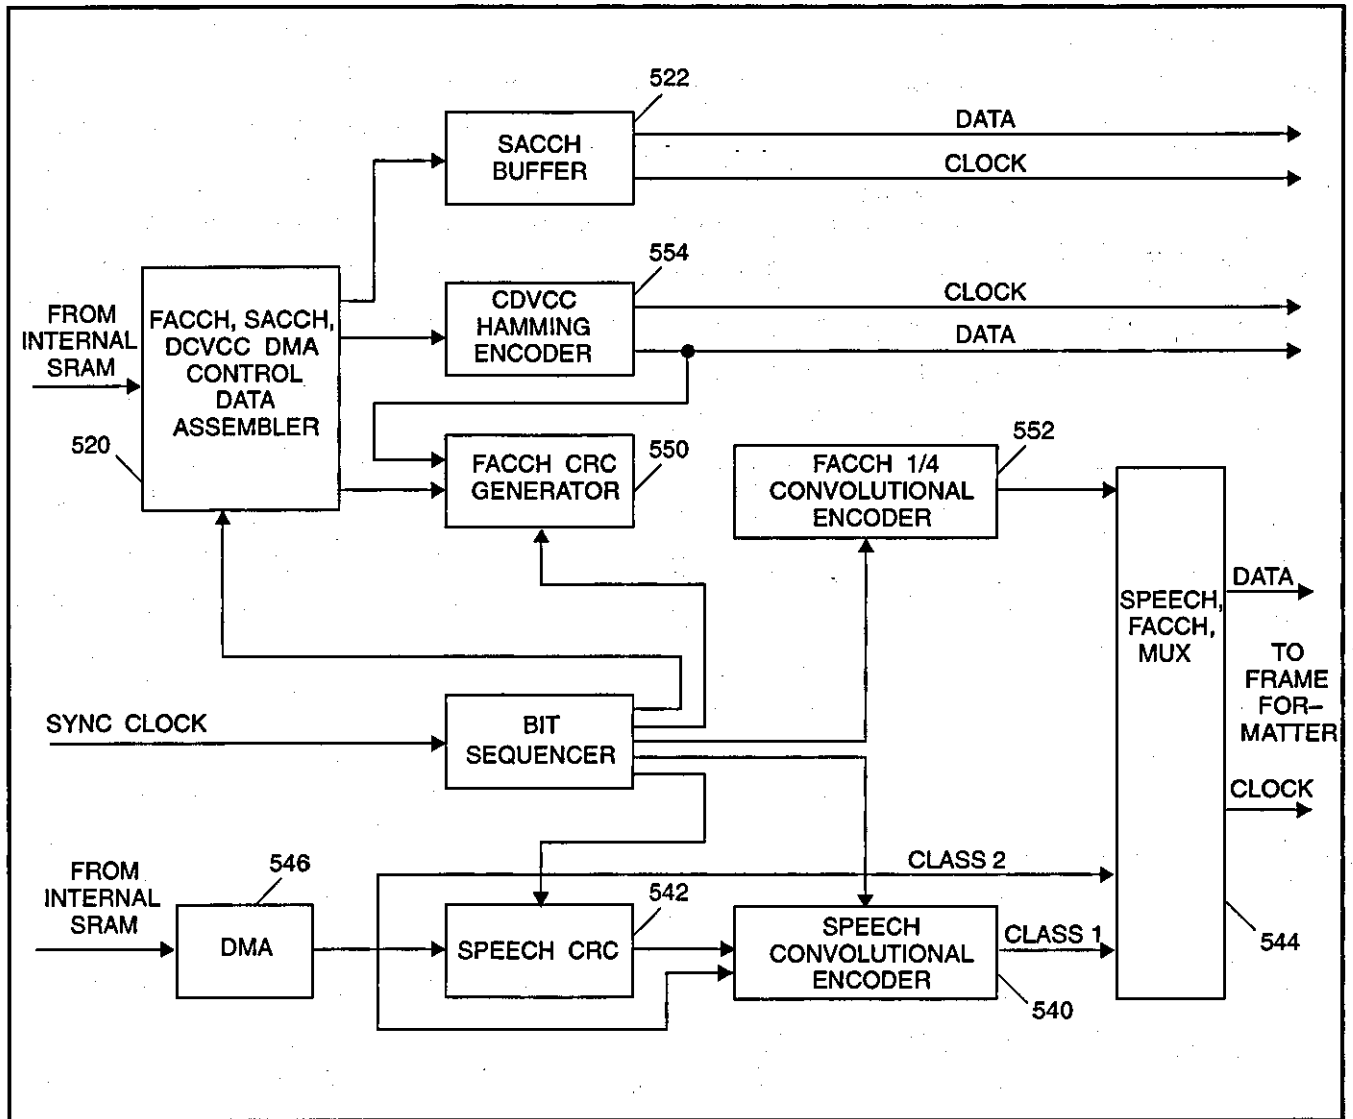 522
SACCH
BUFFER
DATA
CLOCK
554
CDVCC
HAMMING
ENCODER
CLOCK
DATA
FROM
INTERNAL
SRAM
FACCH, SACCH,
DCVCC DMA
CONTROL
DATA
ASSEMBLER
520
FACCH CRC
GENERATOR
550
552
FACCH 1/4
CONVOLUTIONAL
ENCODER
SPEECH,
FACCH,
MUX
DATA
TO
FRAME
FOR-
MATTER
CLOCK
SYNC CLOCK
BIT
SEQUENCER
FROM
INTERNAL
SRAM
546
DMA
542
SPEECH CRC
CLASS 2
SPEECH
CONVOLUTIONAL
ENCODER
CLASS 1
540
544